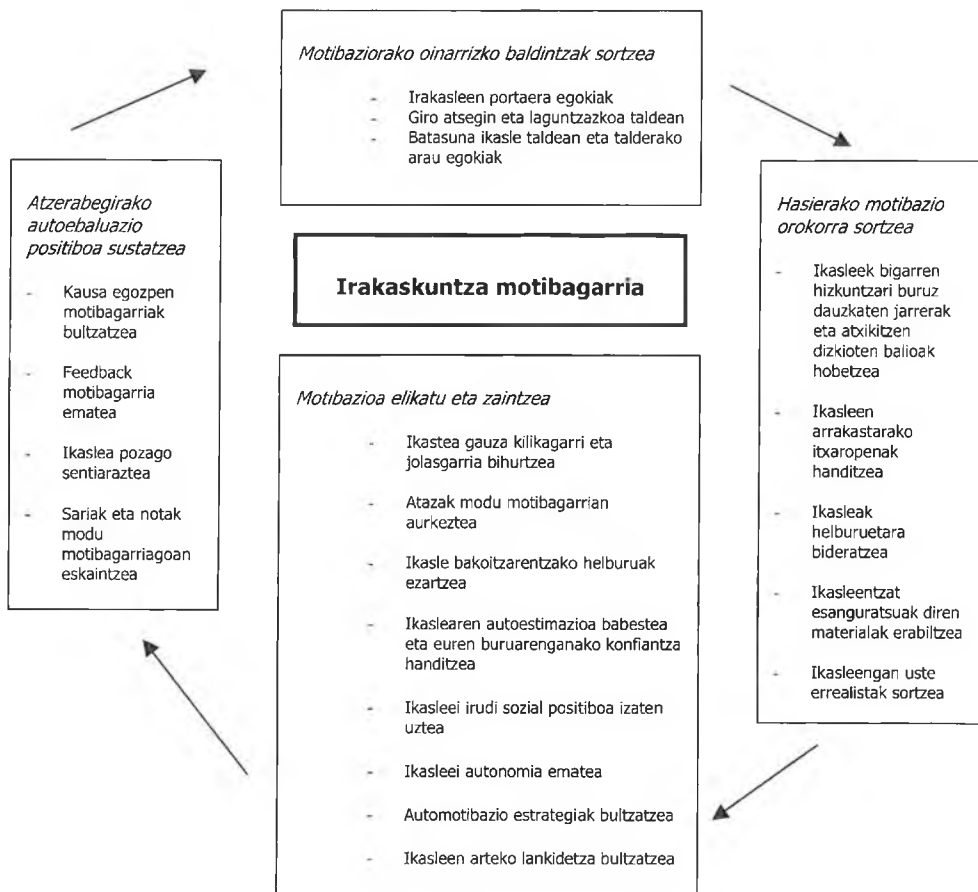 Motibaziorako oinarrizko baldintzak sortzea
- Irakasleen portaera egokiak
- Giro atsegin eta laguntzazkoa taldean
- Batasuna ikasle taldean eta talderako
arau egokiak
Atzerabegirako
autoebaluazio
positiboa sustatzea
- Kausa egozpen
motibagarriak
bultzatzea
- Feedback
motibagarria
ematea
- Ikaslea pozago
sentiaraztea
- Sariak eta notak
modu
motibagarriagoan
eskaintzea
Irakaskuntza motibagarria
Hasierako motibazio
orokorra sortzea
- Ikasleek bigarren
hizkuntzari buruz
dauzkaten jarrerak
eta atxikitzen
dizkioten balioak
hobetzea
- Ikasleen
arrakastarako
itxaropenak
handitzea
- Ikasleak
helburuetara
bideratzea
- Ikasleentzat
esanguratsuak diren
materialak erabiltzea
- Ikasleengan uste
errealistak sortzea
Motibazioa elikatu eta zaintzea
- Ikastea gauza kilikagarri eta
jolasgarria bihurtzea
- Atazak modu motibagarrian
aurkeztea
- Ikasle bakoitzarentzako helburuak
ezartzea
- Ikaslearen autoestimazioa babestea
eta euren buruarenganako konfiantza
handitzea
- Ikasleei irudi sozial positiboa izaten
uztea
- Ikasleei autonomia ematea
- Automotibazio estrategiak bultzatzea
- Ikasleen arteko lankidetza bultzatzea